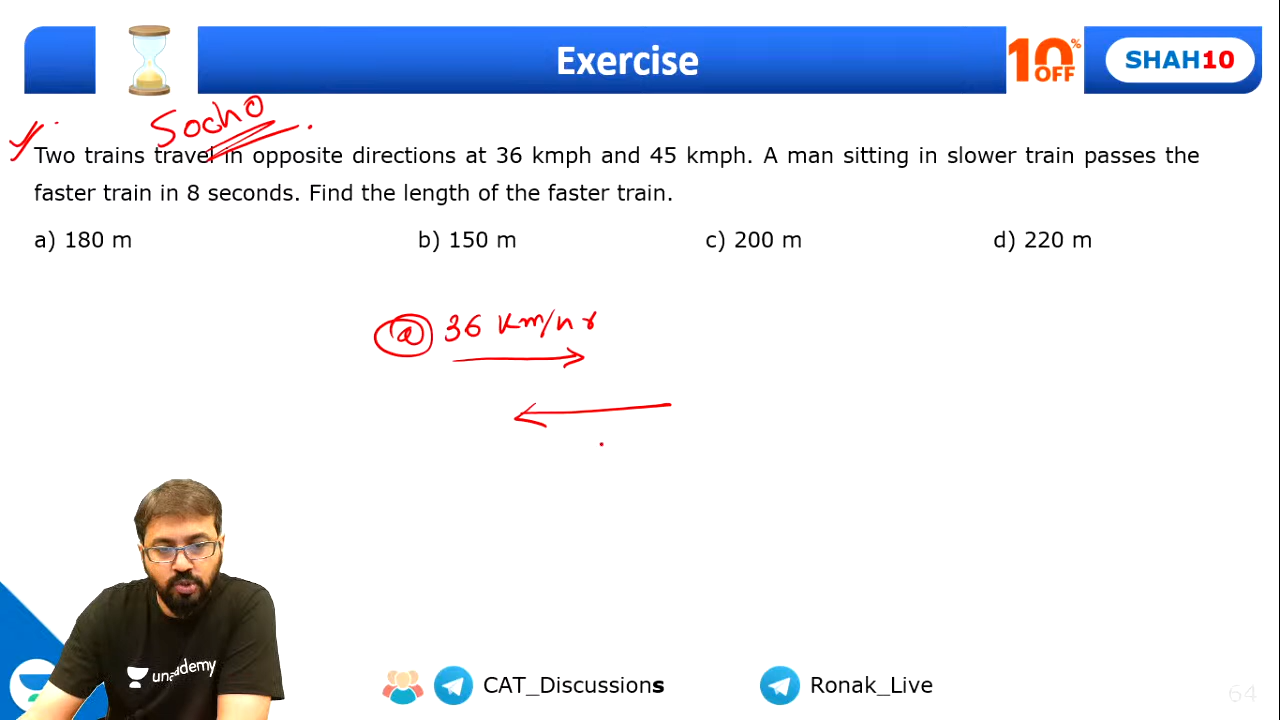 Exercise
10% OFF
SHAH10
Socho
Two trains travel in opposite directions at 36 kmph and 45 kmph. A man sitting in slower train passes the
faster train in 8 seconds. Find the length of the faster train.
a) 180 m b) 150 m c) 200 m d) 220 m
a 36 Km/hr
unacademy
CAT_Discussions
Ronak_Live
64